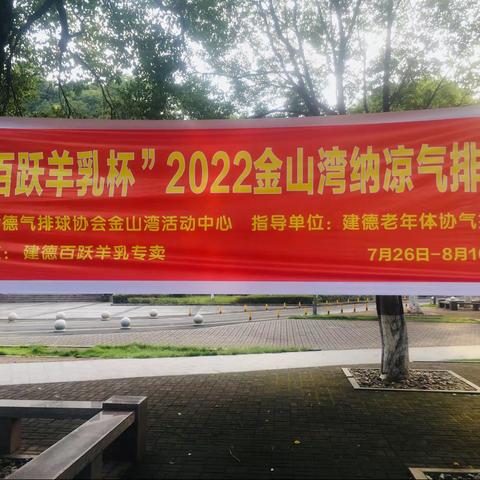 百跃羊乳杯”2022金山湾纳凉气排
德气排球协会金山湾活动中心 指导单位:建德老年体协气
:建德百跃羊乳专卖 7月26日-8月1